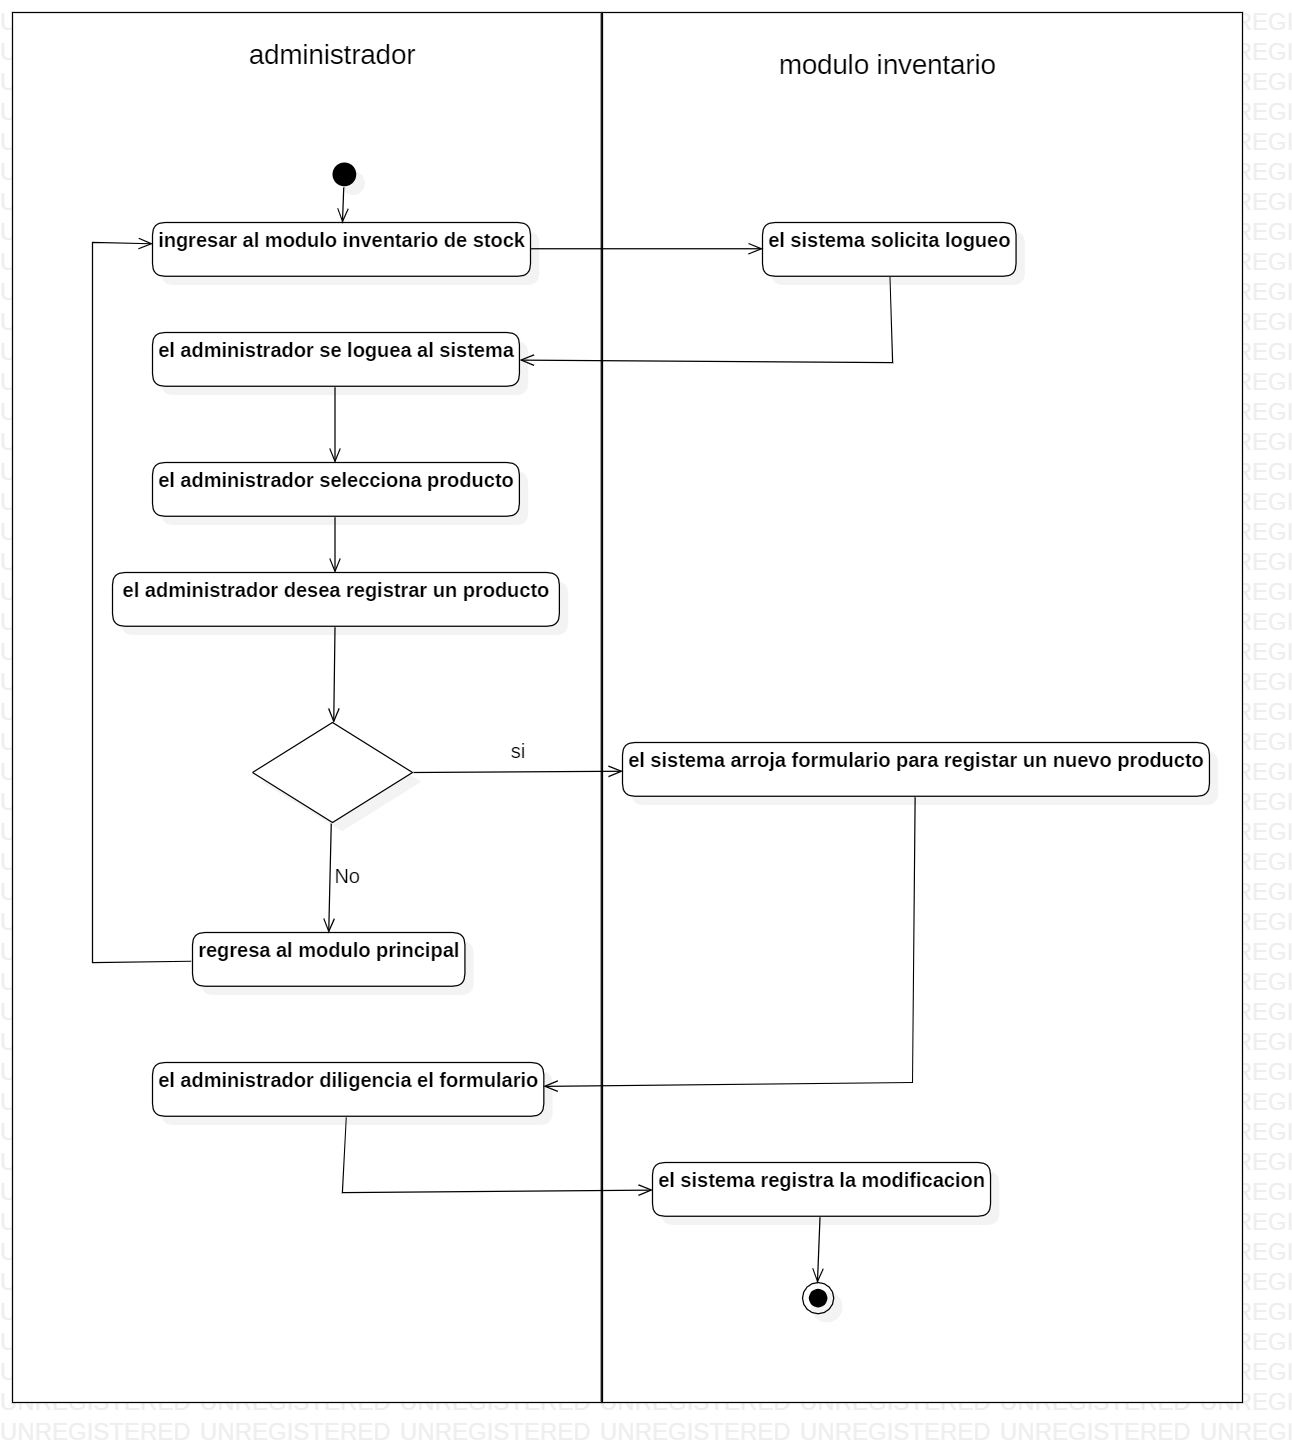 administrador
modulo inventario
ingresar al modulo inventario de stock
el sistema solicita logueo
el administrador se loguea al sistema
el administrador selecciona producto
el administrador desea registrar un producto
si
el sistema arroja formulario para registar un nuevo producto
No
regresa al modulo principal
el administrador diligencia el formulario
el sistema registra la modificacion
UNREGISTERED UNREGISTERED UNREGISTERED UNREGISTERED UNREGISTERED UNREGISTERED UNREGI